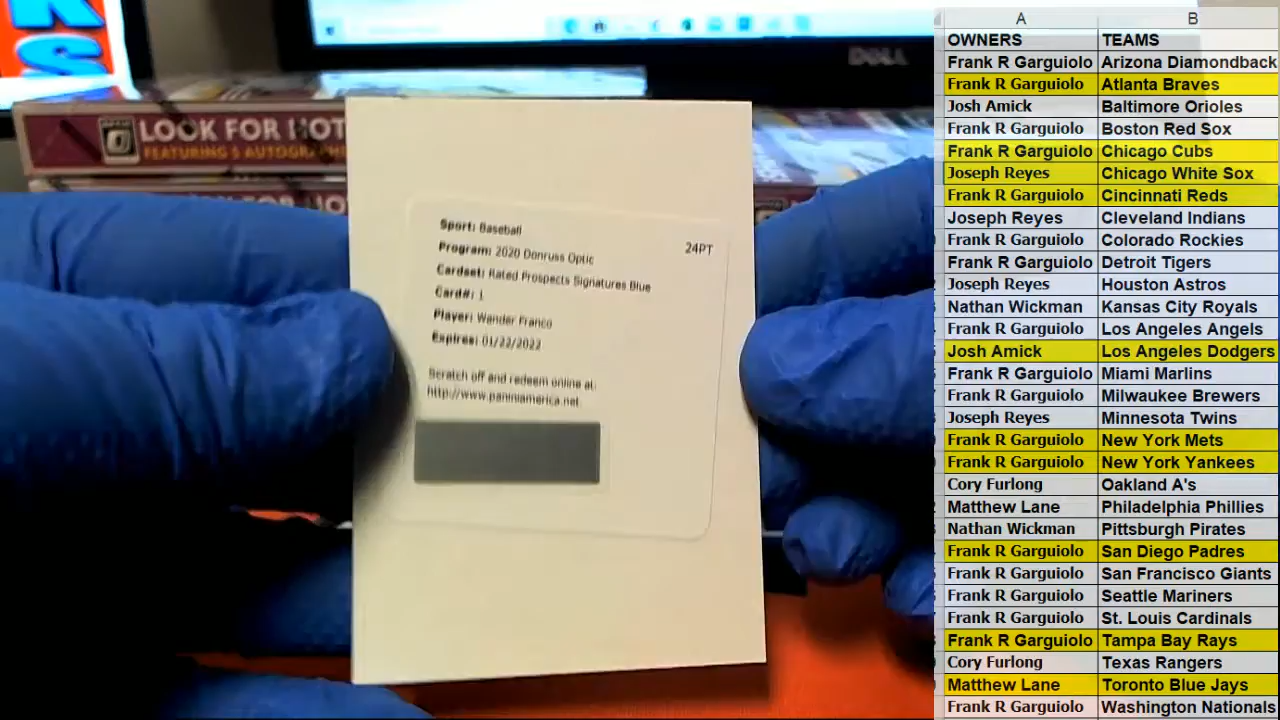 KS
DELL
LOOK FOR HOT
FEATURING 5 AUTOGRAPHS
Sport: Baseball
24PT
Program: 2020 Donruss Optic
Cardset: Rated Prospects Signatures Blue
Card#: 1
Player: Wander Franco
Expires: 01/22/2022
Scratch off and redeem online at:
http://www.paniniamerica.net
A B
OWNERS TEAMS
Frank R Garguiolo Arizona Diamondback
Frank R Garguiolo Atlanta Braves
Josh Amick Baltimore Orioles
Frank R Garguiolo Boston Red Sox
Frank R Garguiolo Chicago Cubs
Joseph Reyes Chicago White Sox
Frank R Garguiolo Cincinnati Reds
Joseph Reyes Cleveland Indians
Frank R Garguiolo Colorado Rockies
Frank R Garguiolo Detroit Tigers
Joseph Reyes Houston Astros
Nathan Wickman Kansas City Royals
Frank R Garguiolo Los Angeles Angels
Josh Amick Los Angeles Dodgers
Frank R Garguiolo Miami Marlins
Frank R Garguiolo Milwaukee Brewers
Joseph Reyes Minnesota Twins
Frank R Garguiolo New York Mets
Frank R Garguiolo New York Yankees
Cory Furlong Oakland A's
Matthew Lane Philadelphia Phillies
Nathan Wickman Pittsburgh Pirates
Frank R Garguiolo San Diego Padres
Frank R Garguiolo San Francisco Giants
Frank R Garguiolo Seattle Mariners
Frank R Garguiolo St. Louis Cardinals
Frank R Garguiolo Tampa Bay Rays
Cory Furlong Texas Rangers
Matthew Lane Toronto Blue Jays
Frank R Garguiolo Washington Nationals